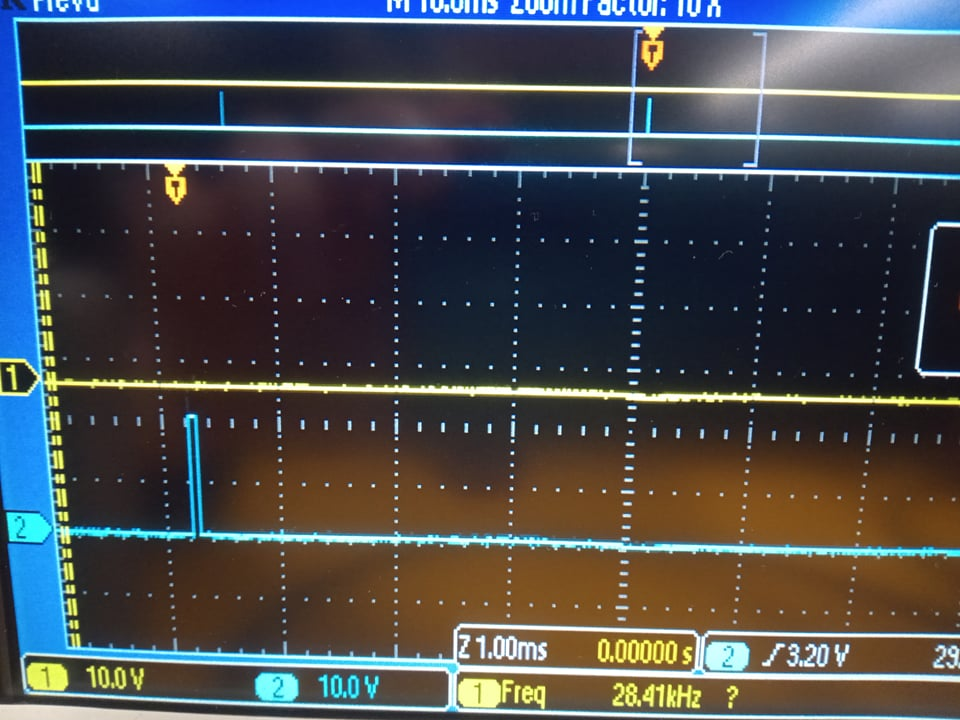 M 10.0ms Zoom Factor: 10 X
T
T
1
2
Z 1.00ms 0.00000 s
2 3.20 V
1 10.0 V 2 10.0 V
1 Freq 28.41kHz ?